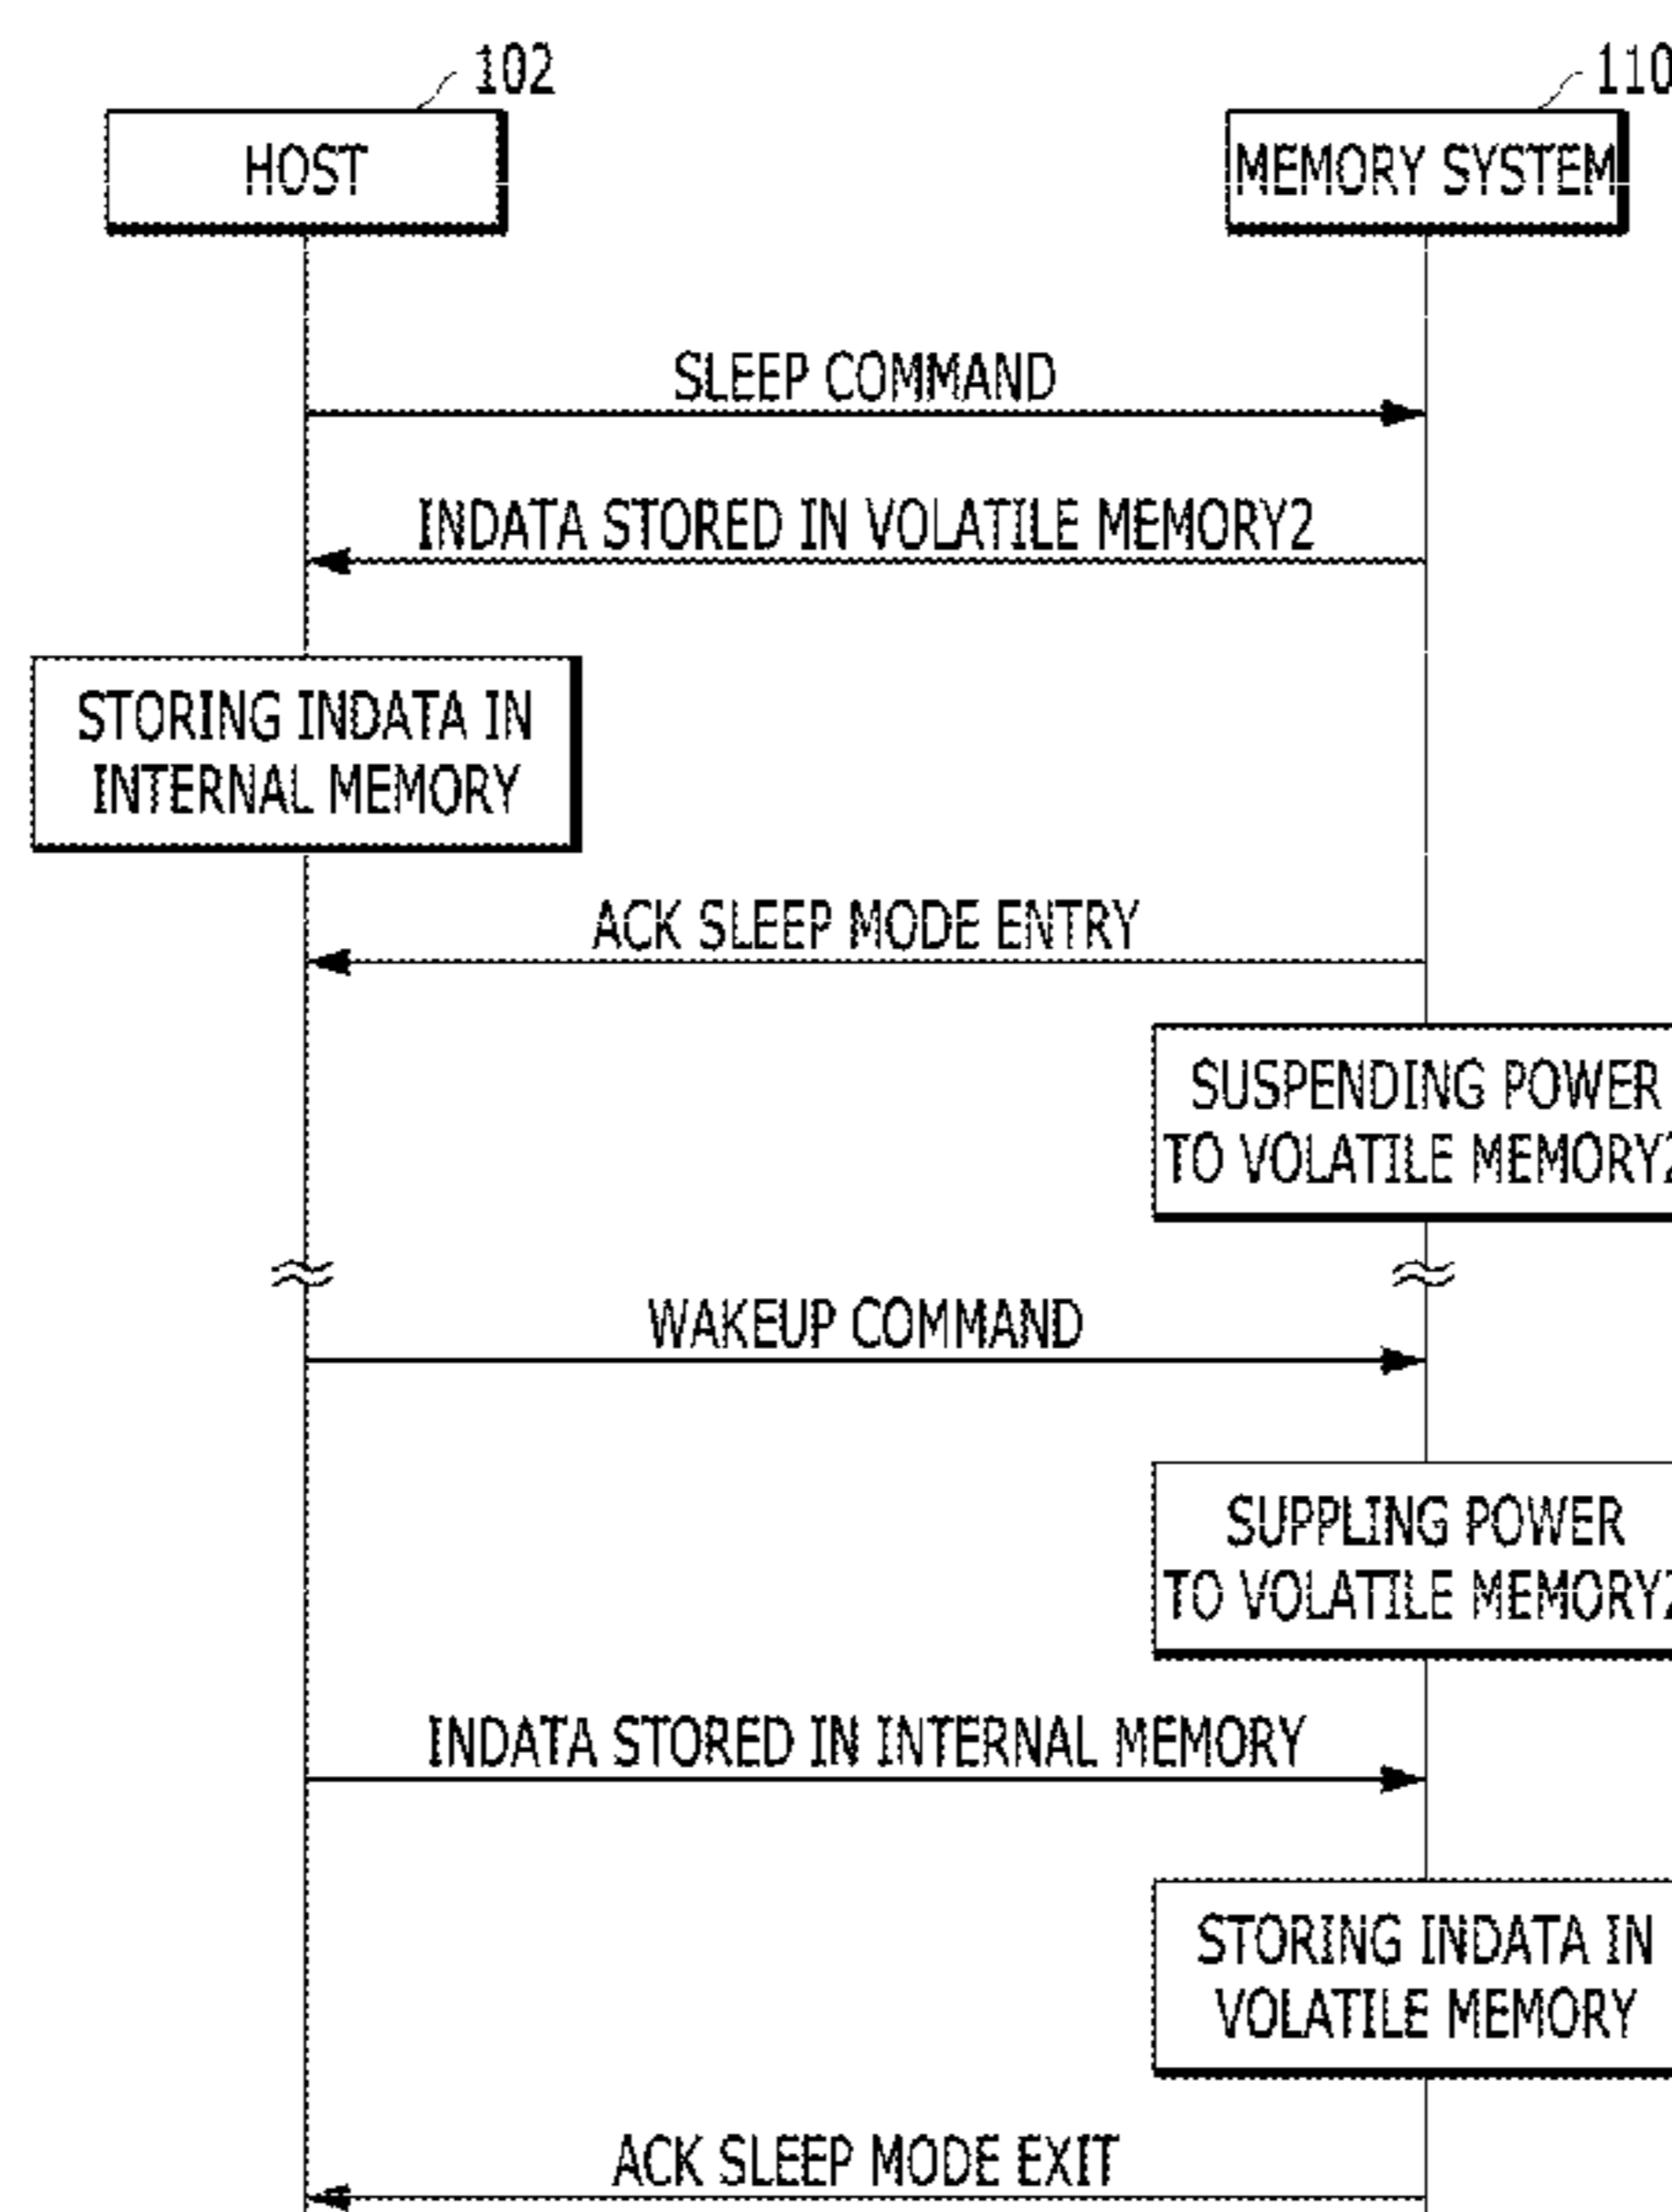 102
110
HOST
MEMORY SYSTEM
SLEEP COMMAND
INDATA STORED IN VOLATILE MEMORY2
STORING INDATA IN
INTERNAL MEMORY
ACK SLEEP MODE ENTRY
SUSPENDING POWER
TO VOLATILE MEMORY2
WAKEUP COMMAND
SUPPLING POWER
TO VOLATILE MEMORY2
INDATA STORED IN INTERNAL MEMORY
STORING INDATA IN
VOLATILE MEMORY
ACK SLEEP MODE EXIT